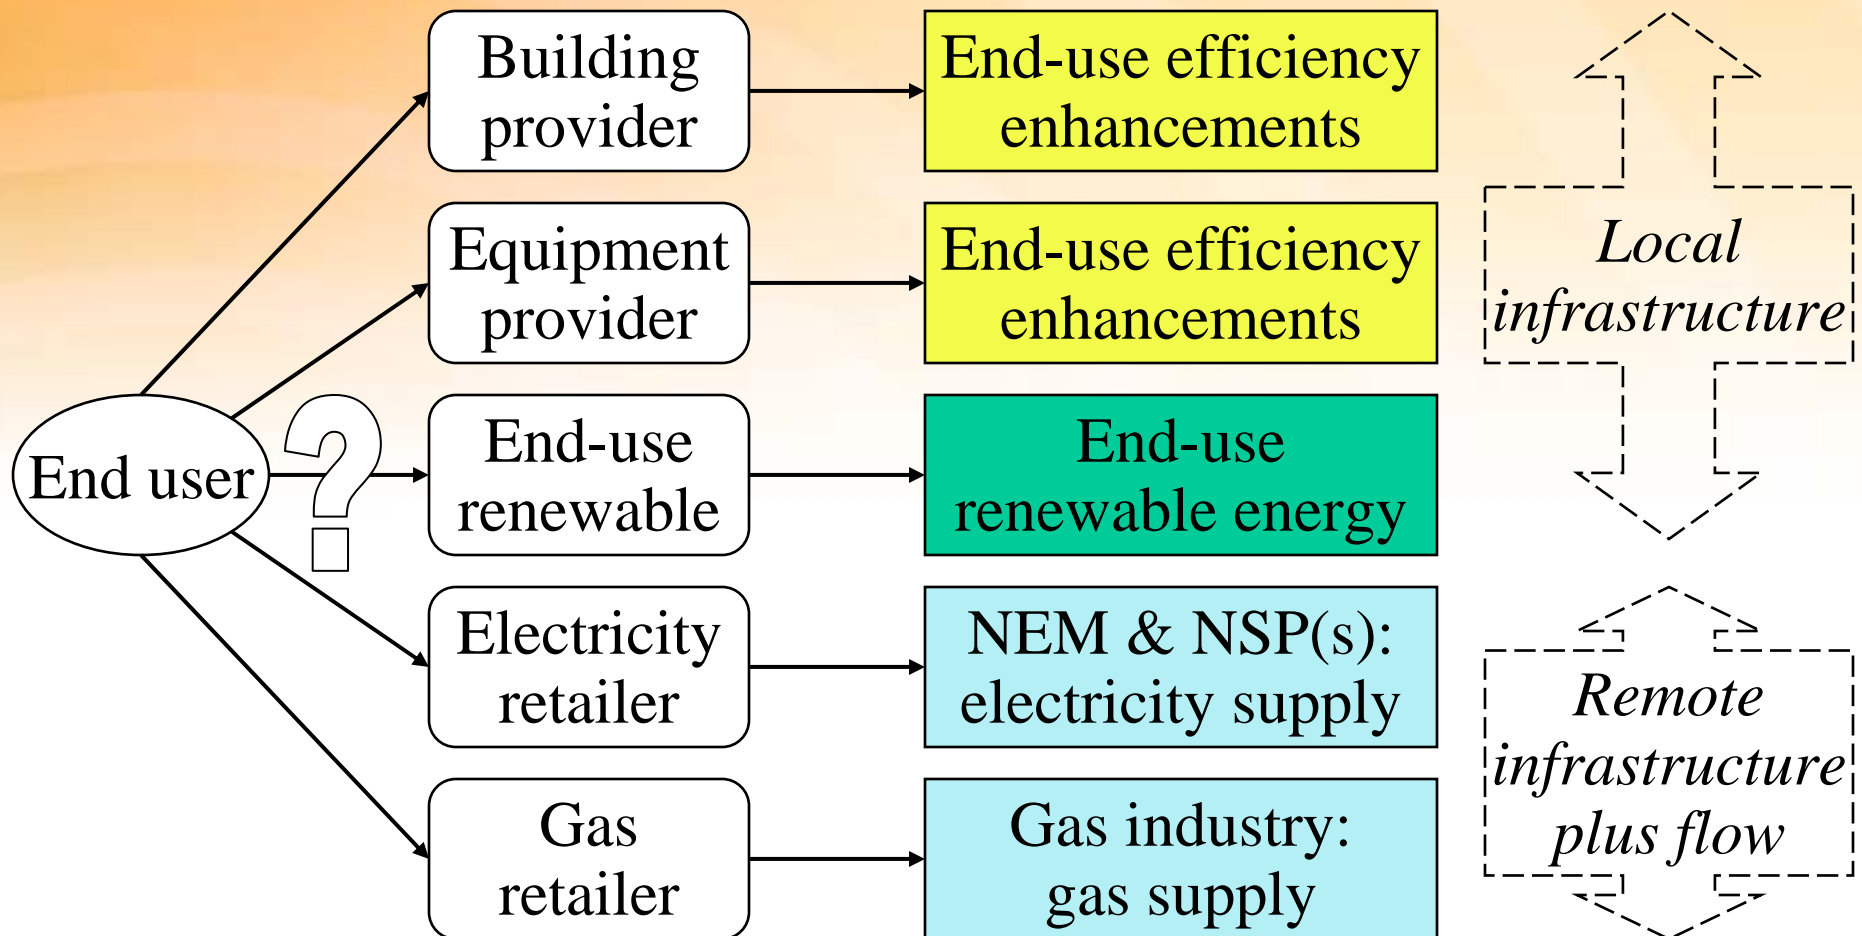 Building
provider
End-use efficiency
enhancements
Equipment
provider
End-use efficiency
enhancements
Local
infrastructure
End user
?
End-use
renewable
End-use
renewable energy
Electricity
retailer
NEM & NSP(s):
electricity supply
Remote
infrastructure
plus flow
Gas
retailer
Gas industry:
gas supply